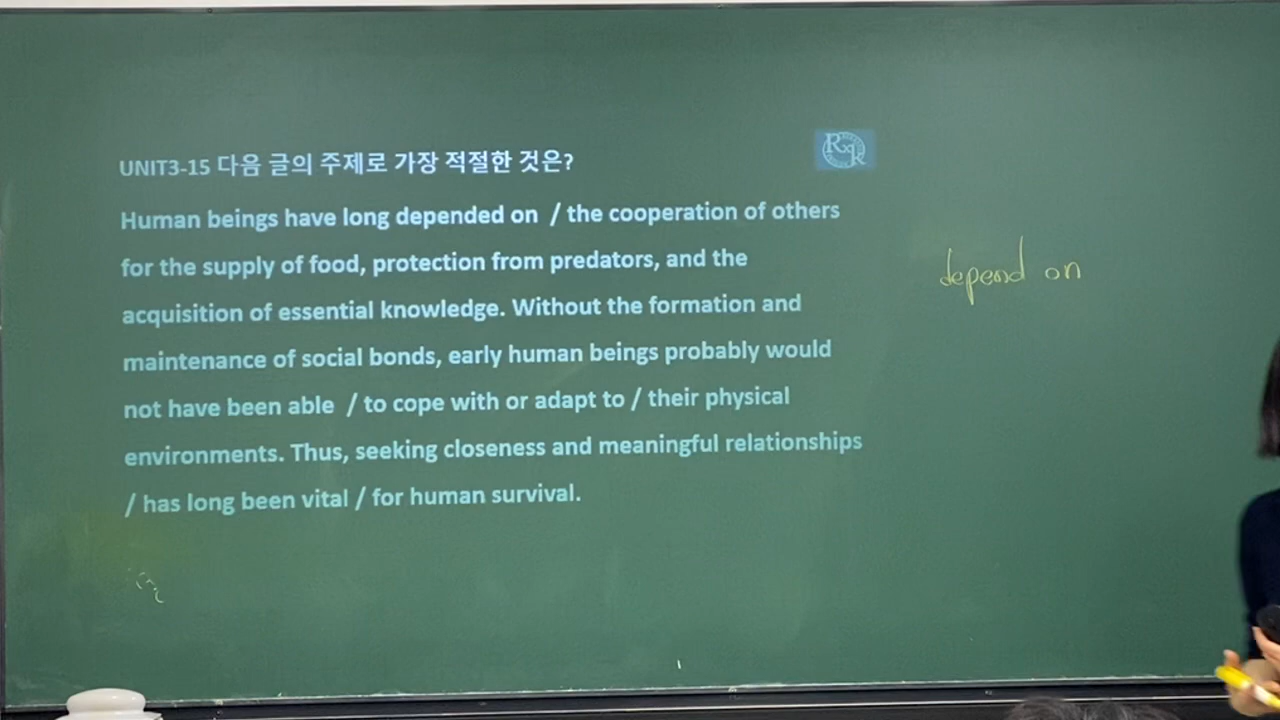 UNIT3-15 다음 글의 주제로 가장 적절한 것은?
Human beings have long depended on / the cooperation of others
for the supply of food, protection from predators, and the
acquisition of essential knowledge. Without the formation and
maintenance of social bonds, early human beings probably would
not have been able / to cope with or adapt to / their physical
environments. Thus, seeking closeness and meaningful relationships
/ has long been vital / for human survival.
depend on